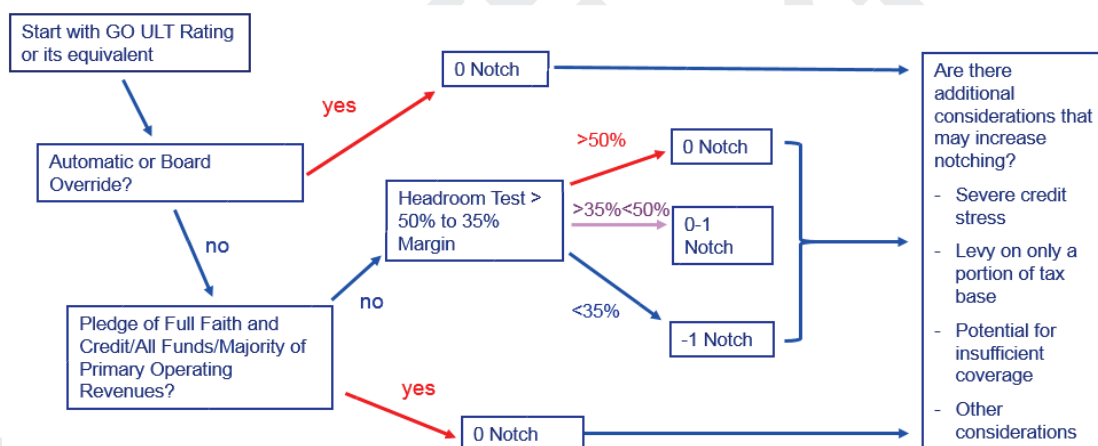 Start with GO ULT Rating
or its equivalent
yes
0 Notch
Automatic or Board
Override?
no
Pledge of Full Faith and
Credit/All Funds/Majority of
Primary Operating
Revenues?
no
yes
0 Notch
Headroom Test >
50% to 35%
Margin
>50%
0 Notch
>35%<50%
0-1
Notch
<35%
-1 Notch
Are there
additional
considerations that
may increase
notching?
- Severe credit
stress
- Levy on only a
portion of tax
base
- Potential for
insufficient
coverage
- Other
considerations